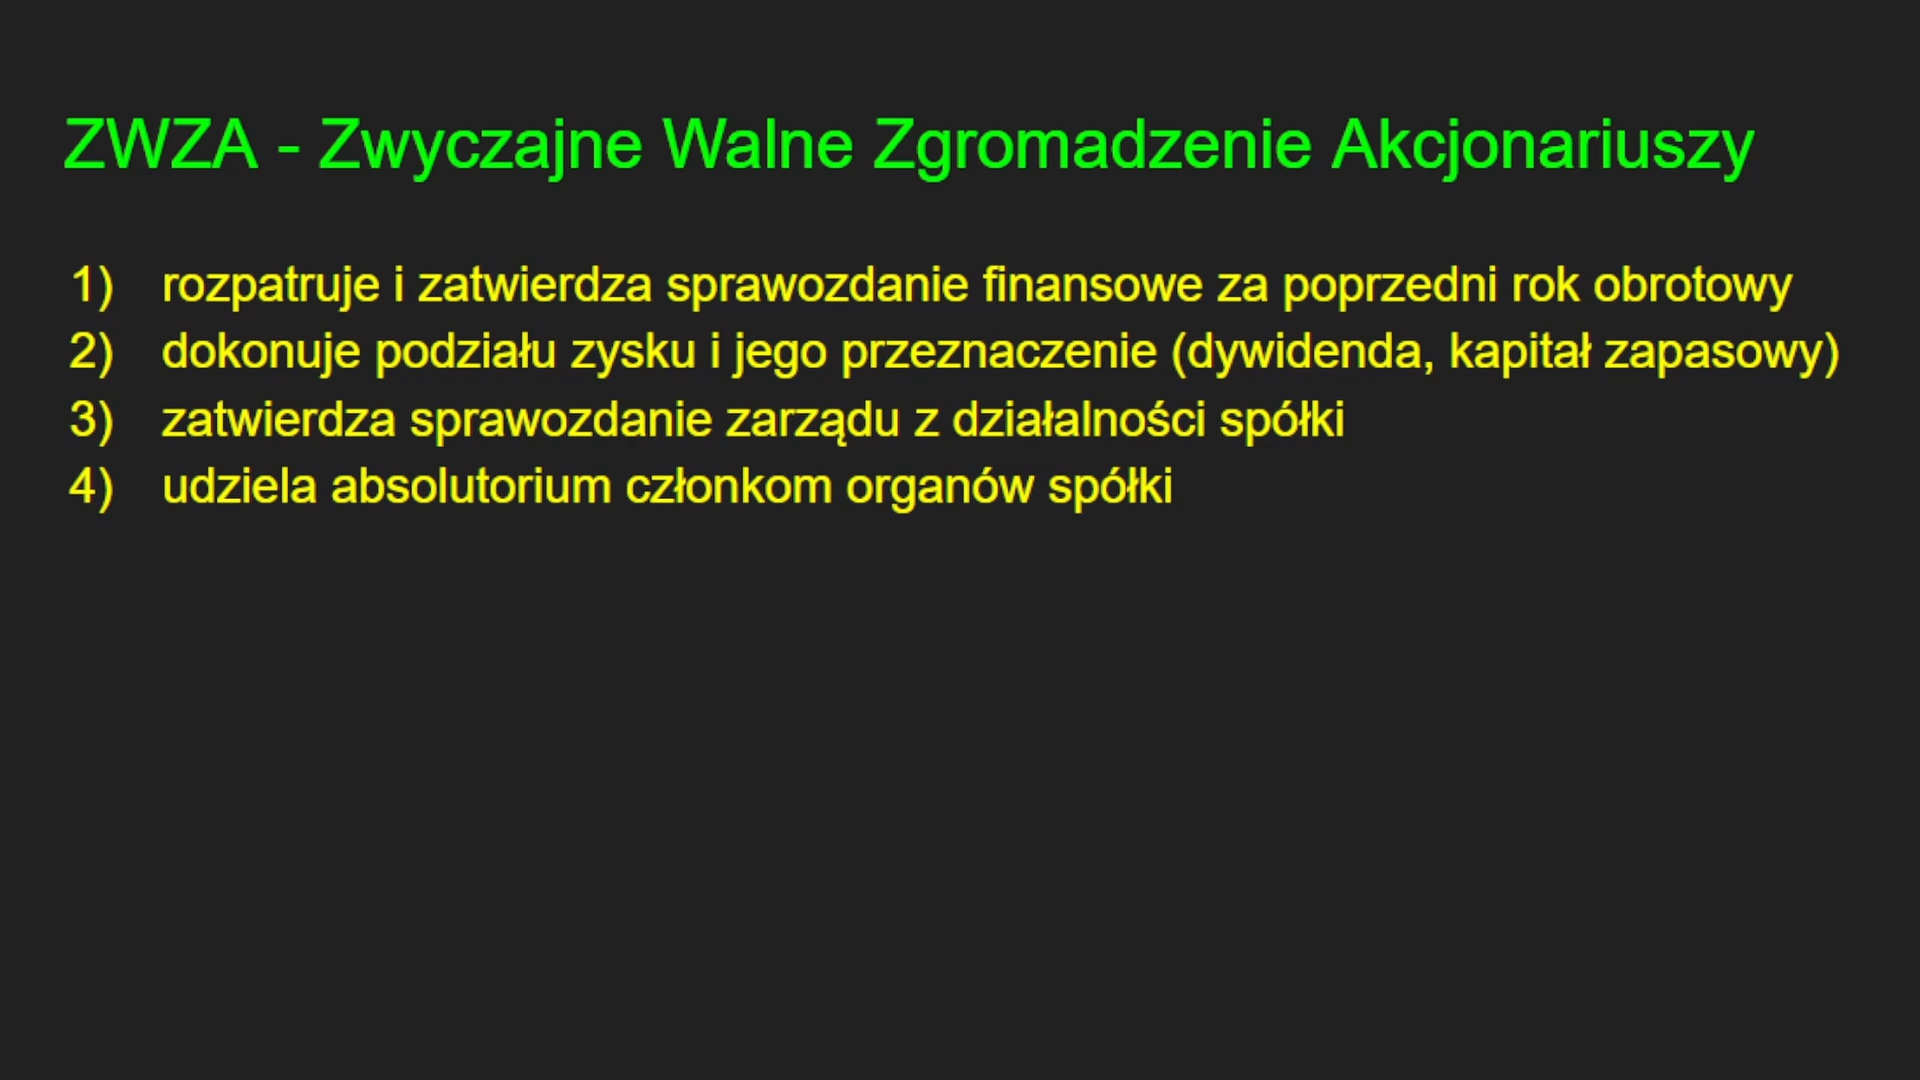 ZWZA - Zwyczajne Walne Zgromadzenie Akcjonariuszy
1) rozpatruje i zatwierdza sprawozdanie finansowe za poprzedni rok obrotowy
2) dokonuje podziału zysku i jego przeznaczenie (dywidenda, kapitał zapasowy)
3) zatwierdza sprawozdanie zarządu z działalności spółki
4) udziela absolutorium członkom organów spółki